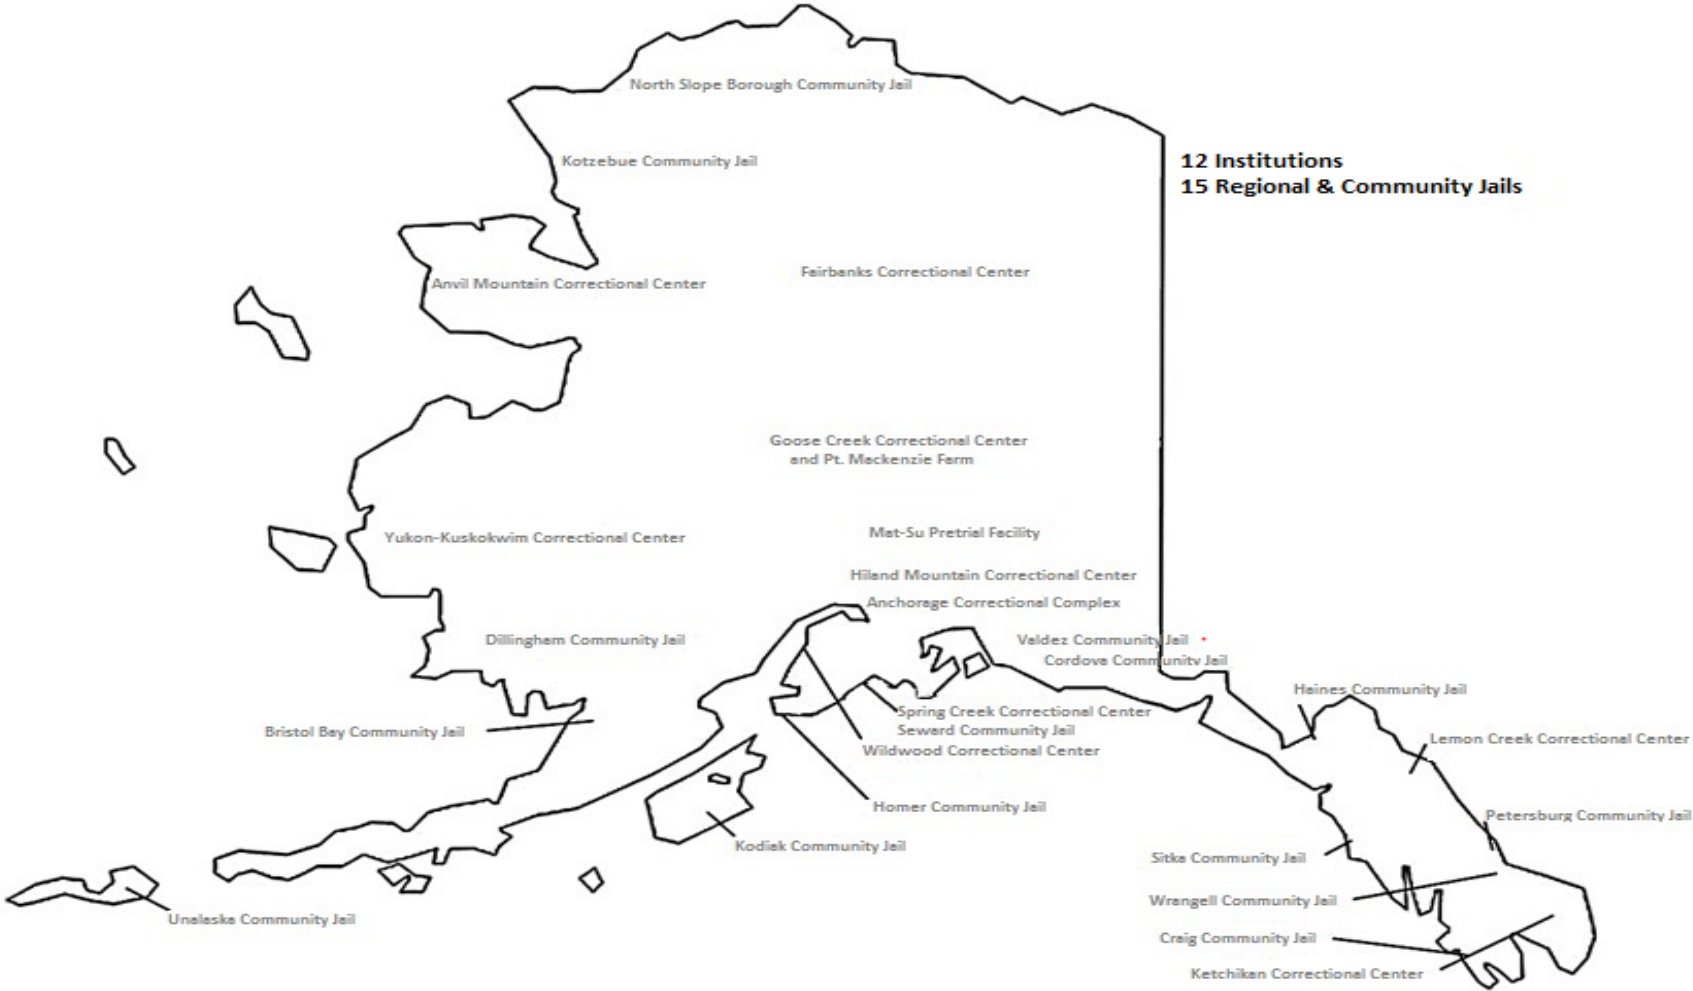 North Slope Borough Community Jail
Kotzebue Community Jail
12 Institutions
15 Regional & Community Jails
Anvil Mountain Correctional Center
Fairbanks Correctional Center
Goose Creek Correctional Center
and Pt. Mackenzie Farm
Yukon-Kuskokwim Correctional Center
Mat-Su Pretrial Facility
Hiland Mountain Correctional Center
Anchorage Correctional Complex
Dillingham Community Jail
Valdez Community Jail
Cordova Community Jail
Haines Community Jail
Spring Creek Correctional Center
Seward Community Jail
Bristol Bay Community Jail
Wildwood Correctional Center
Lemon Creek Correctional Center
Homer Community Jail
Petersburg Community Jail
Kodiak Community Jail
Sitka Community Jail
Wrangell Community Jail
Unalaska Community Jail
Craig Community Jail
Ketchikan Correctional Center